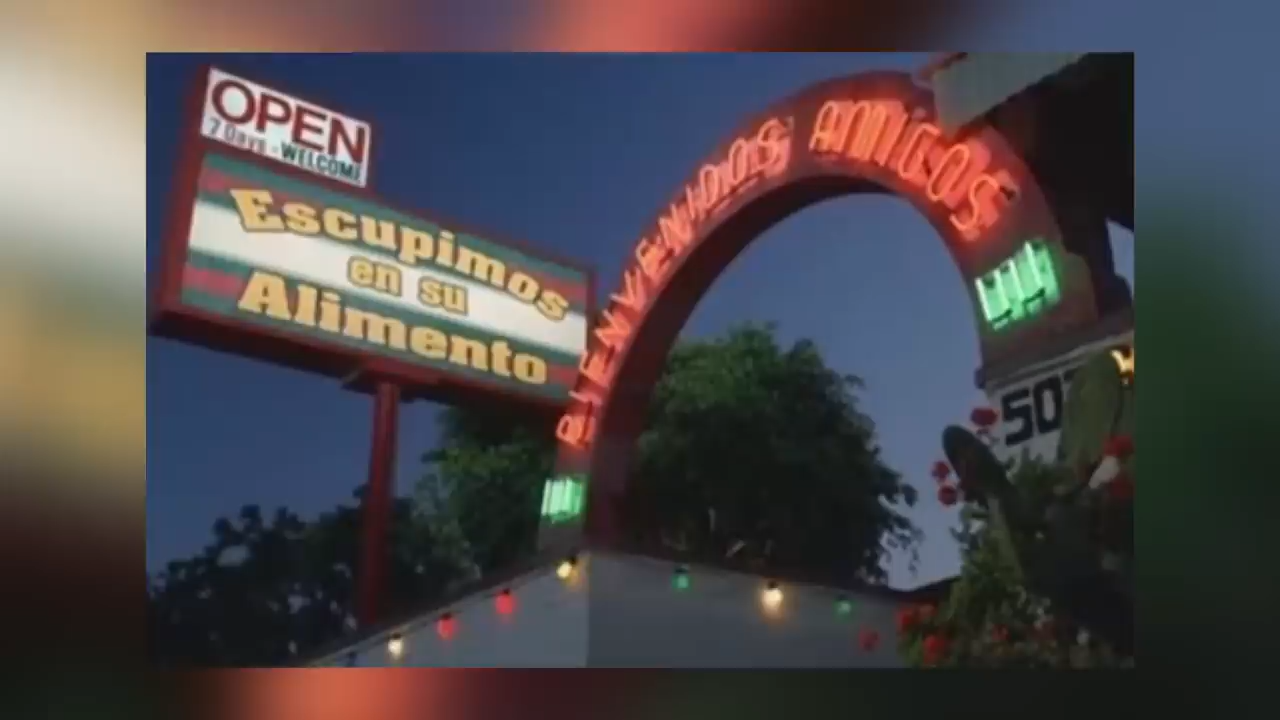 OPEN
7 Days - WELCOME
Escupimos
en su
Alimento
BIENVENIDOS AMIGOS
50